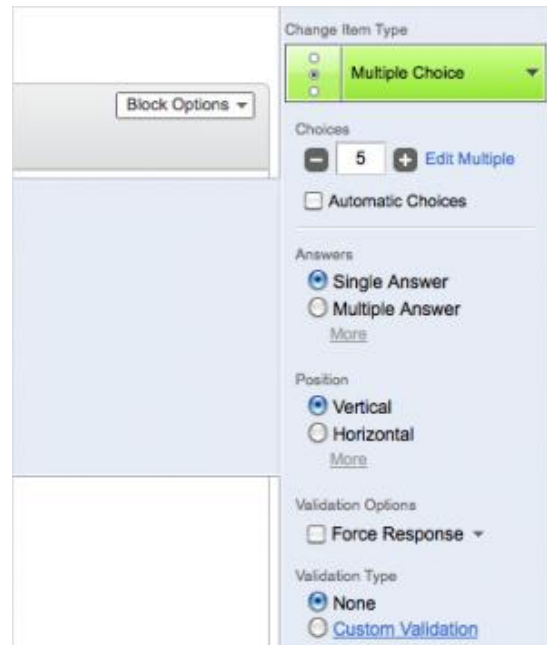 Change Item Type
Multiple Choice
Block Options
Choices
5
Edit Multiple
Automatic Choices
Answers
Single Answer
Multiple Answer
More
Position
Vertical
Horizontal
More
Validation Options
Force Response
Validation Type
None
Custom Validation